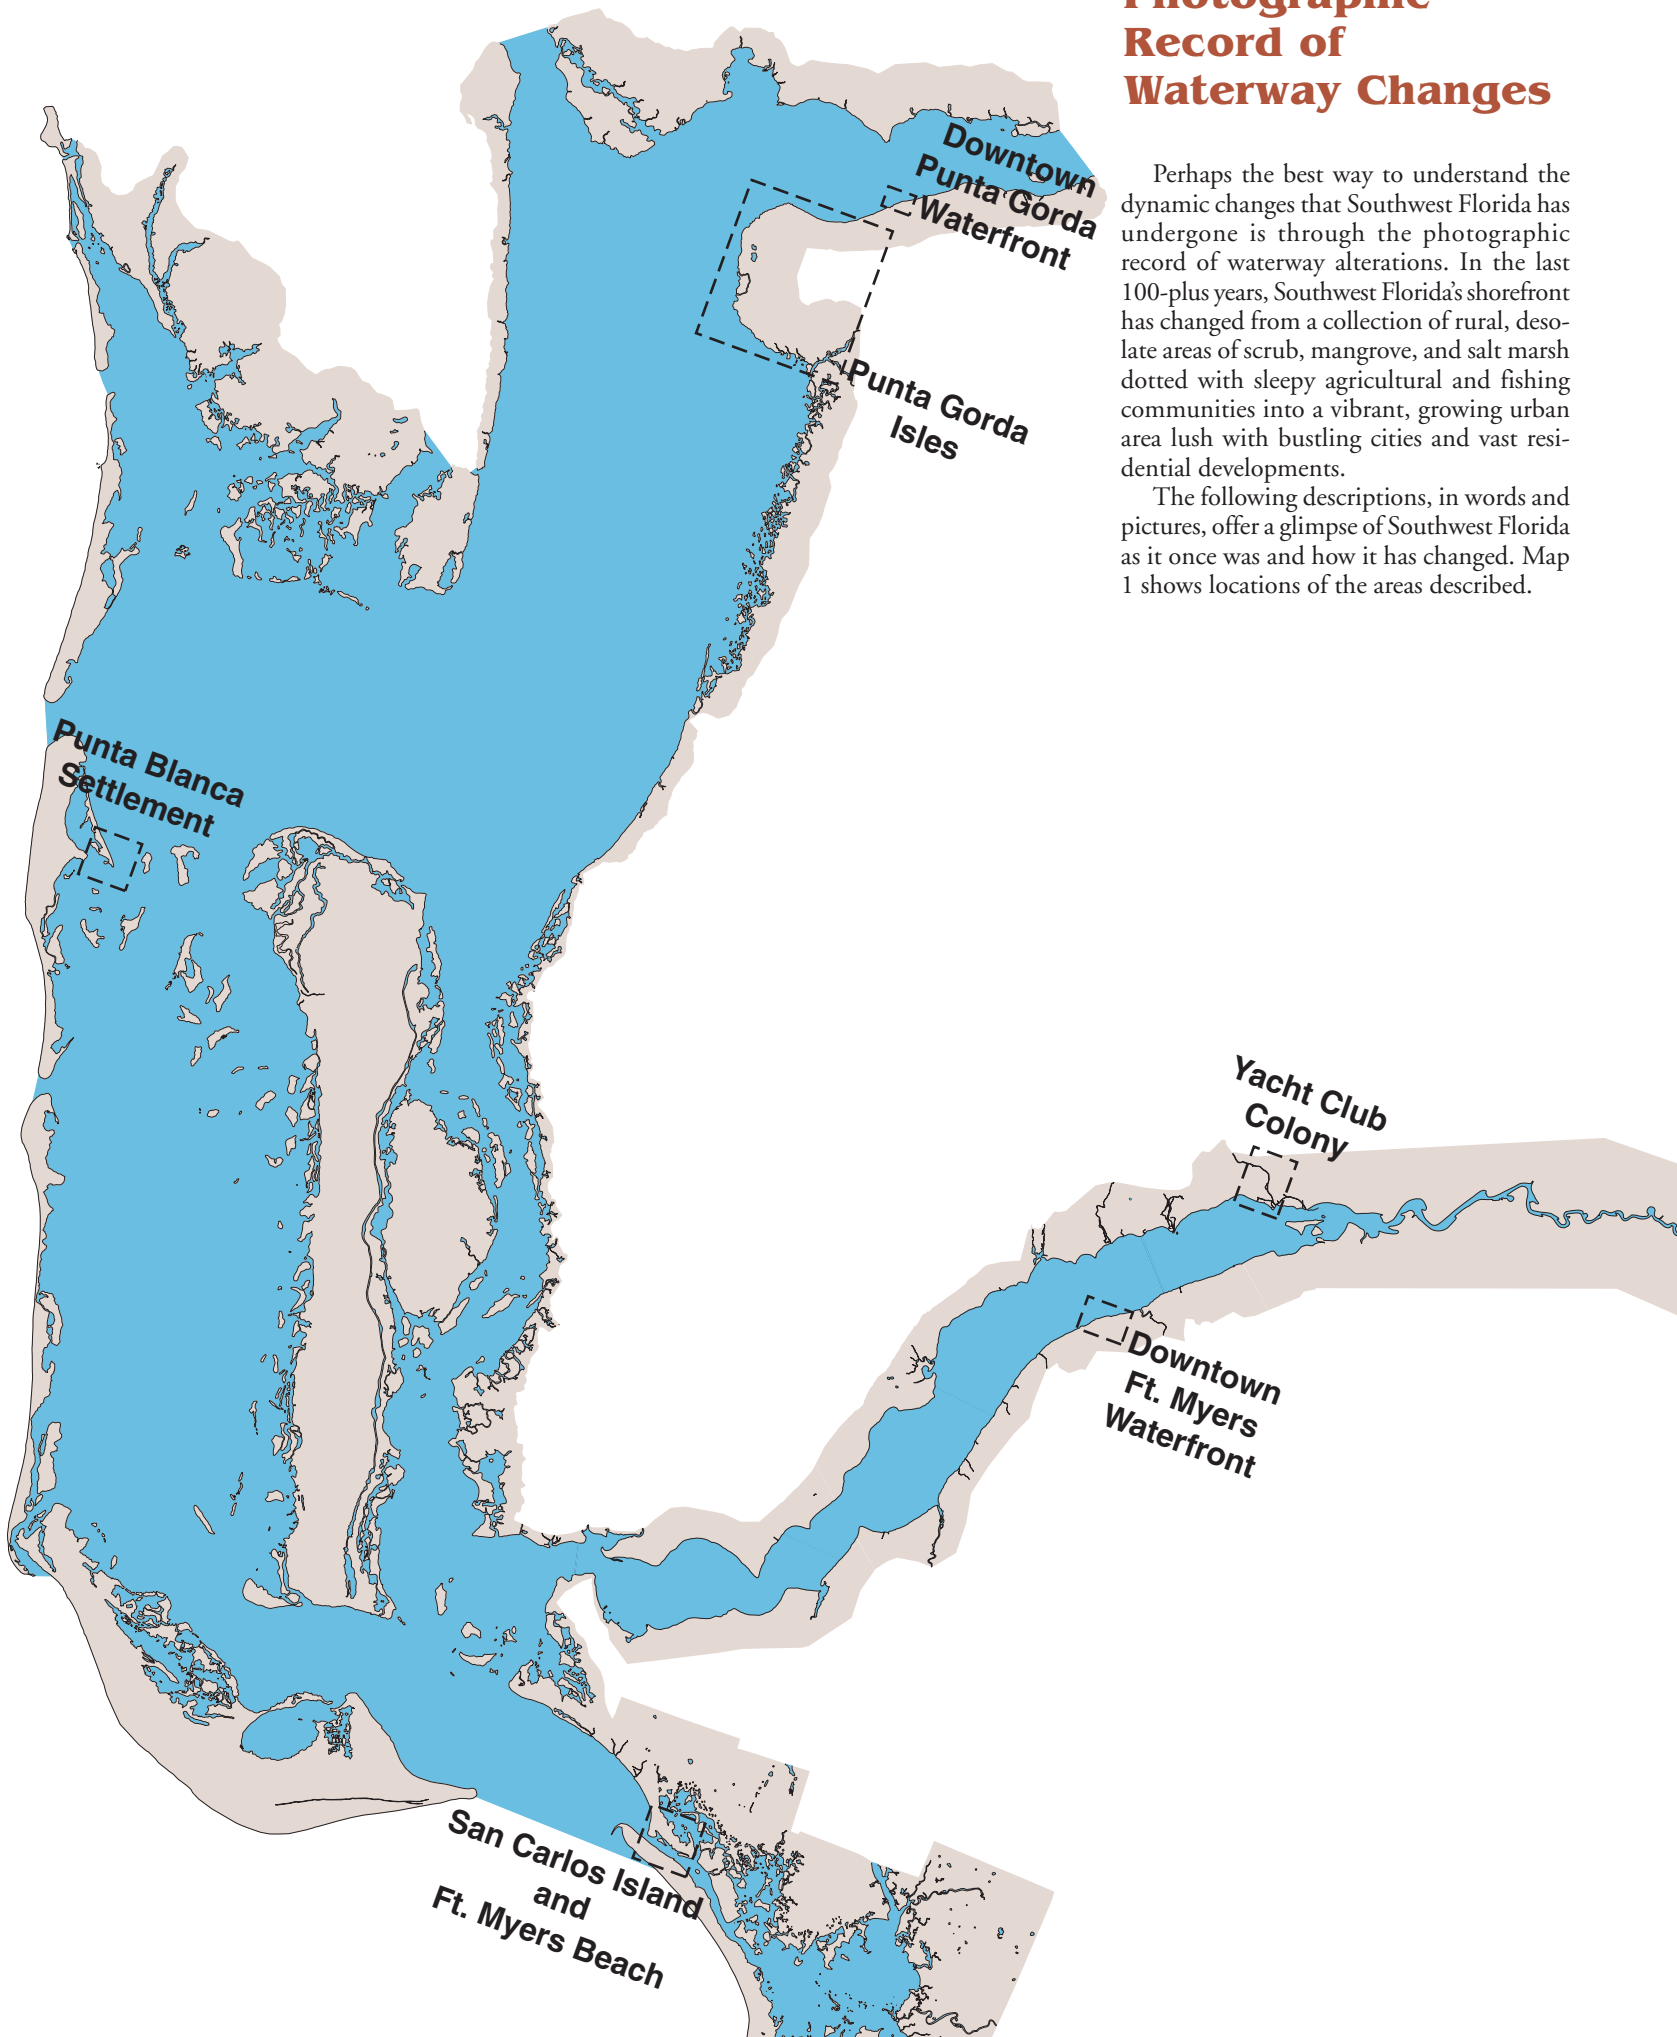 Photographic
Record of
Waterway Changes
Perhaps the best way to understand the
dynamic changes that Southwest Florida has
undergone is through the photographic
record of waterway alterations. In the last
100-plus years, Southwest Florida's shorefront
has changed from a collection of rural, deso-
late areas of scrub, mangrove, and salt marsh
dotted with sleepy agricultural and fishing
communities into a vibrant, growing urban
area lush with bustling cities and vast resi-
dential developments.
The following descriptions, in words and
pictures, offer a glimpse of Southwest Florida
as it once was and how it has changed. Map
1 shows locations of the areas described.
Downtown
Punta Gorda
Waterfront
Punta Gorda
Isles
Punta Blanca
Settlement
Yacht Club
Colony
Downtown
Ft. Myers
Waterfront
San Carlos Island
and
Ft. Myers Beach